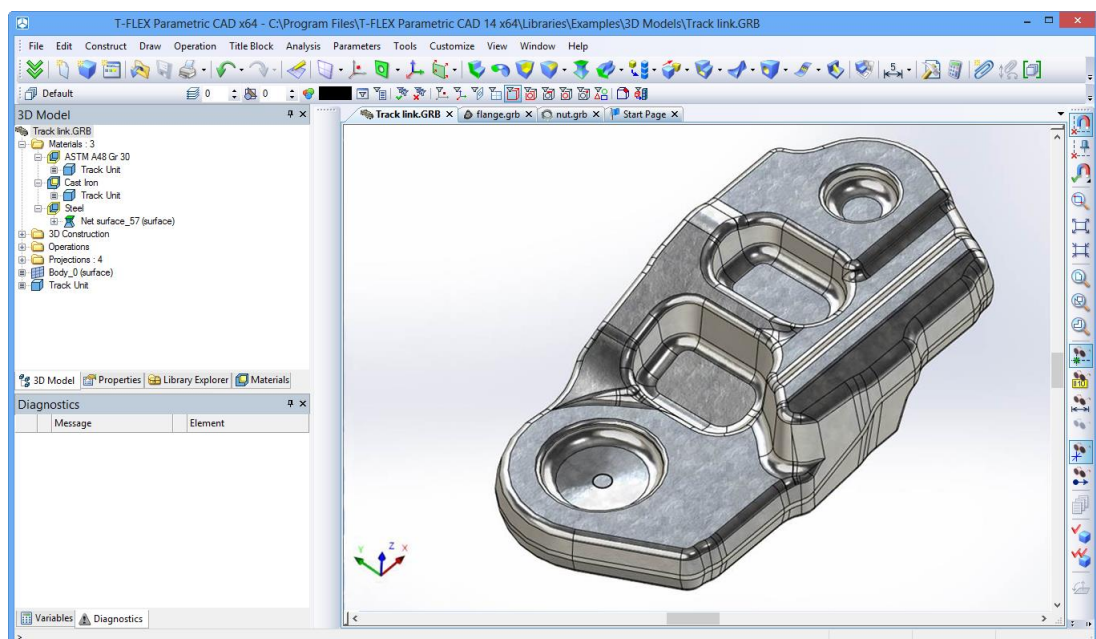 T-FLEX Parametric CAD x64 - C:\Program Files\T-FLEX Parametric CAD 14 x64\Libraries\Examples\3D Models\Track link.GRB
File Edit Construct Draw Operation Title Block Analysis Parameters Tools Customize View Window Help
5
Default 0 0
3D Model
Track link.GRB flange.grb nut.grb Start Page
Track link.GRB
Materials : 3
ASTM A48 Gr 30
Track Unit
Cast Iron
Track Unit
Steel
Net surface_57 (surface)
3D Construction
Operations
Projections : 4
Body_0 (surface)
Track Unit
3D Model Properties Library Explorer Materials
Diagnostics
Message Element
Y Z X
Variables Diagnostics
>